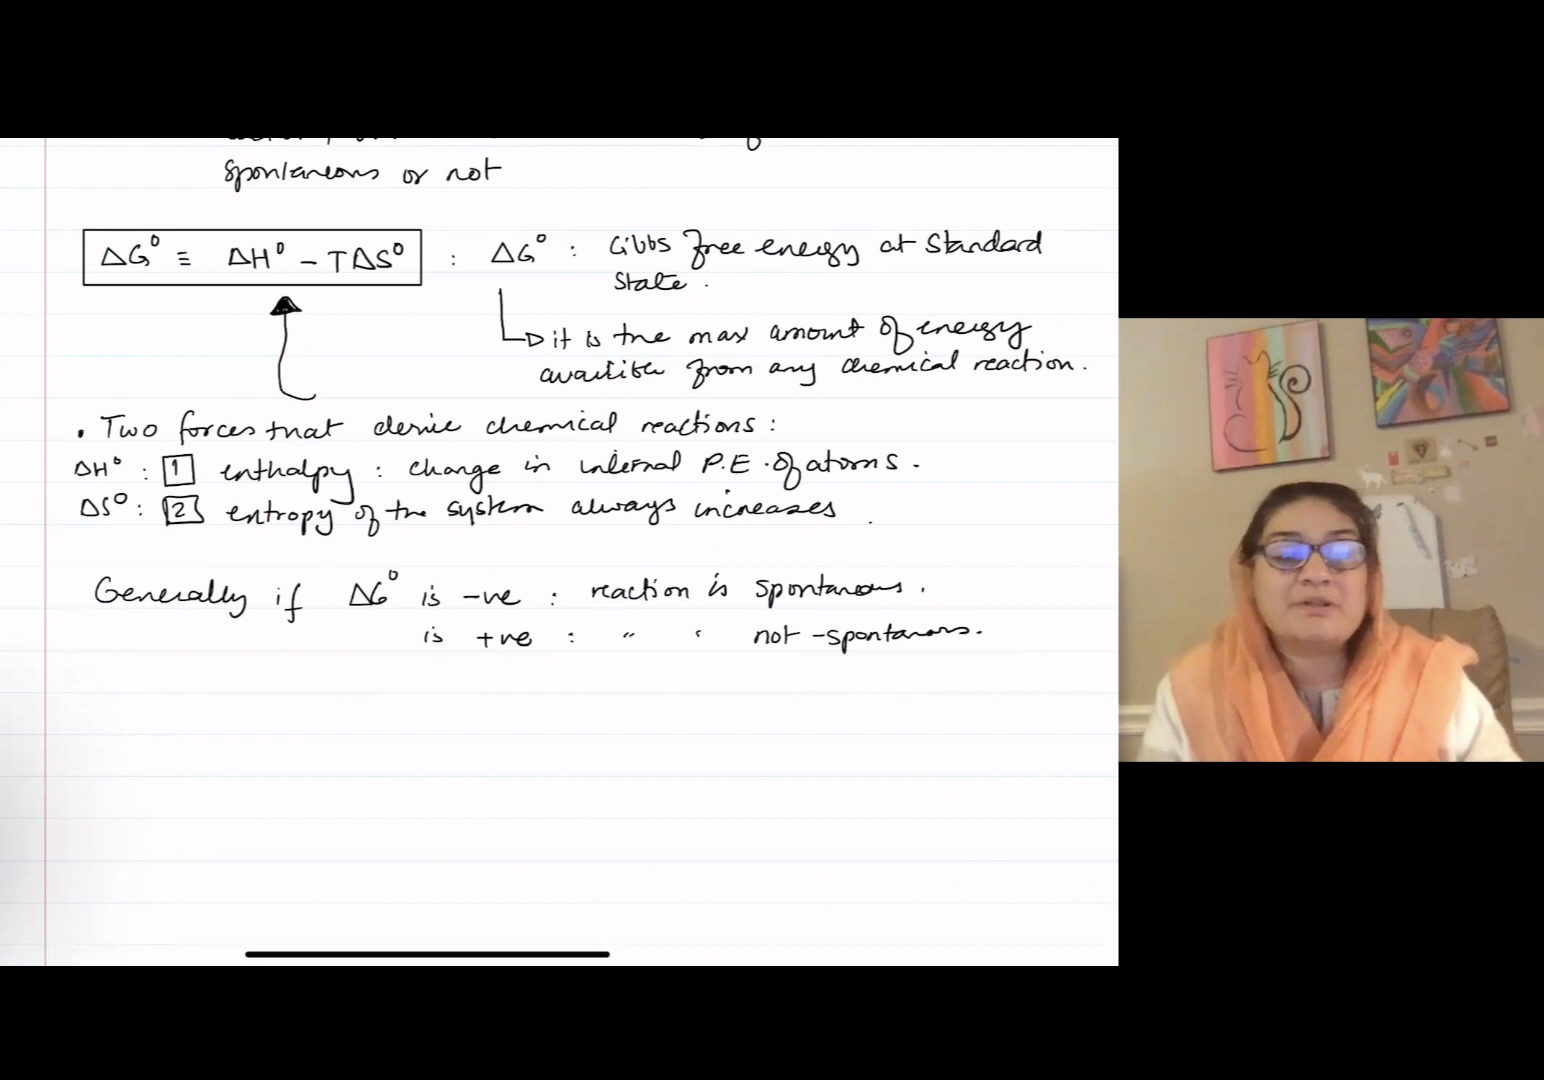 spontaneous or not
ΔG° ≡ ΔH° - TΔS° : ΔG° : Gibbs free energy at standard
state.
it is the max amount of energy
availible from any chemical reaction.
. Two forces that derive chemical reactions:
ΔH° : 1 enthalpy : change in internal P.E. of atoms.
ΔS° : 2 entropy of the system always increases.
Generally if ΔG° is -ve : reaction is spontaneous.
is +ve : " " not -spontaneous.